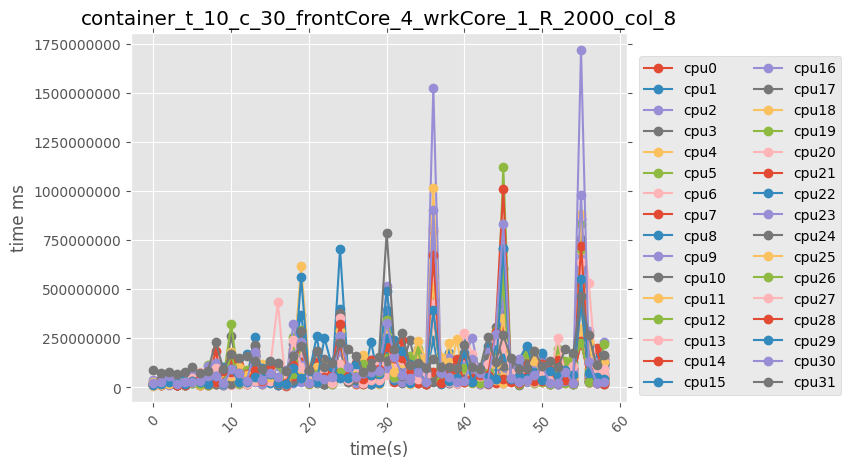 container_t_10_c_30_frontCore_4_wrkCore_1_R_2000_col_8
1750000000
1500000000
1250000000
1000000000
750000000
500000000
250000000
0
time ms
0
10
20
30
40
50
60
time(s)
cpu0
cpu1
cpu2
cpu3
cpu4
cpu5
cpu6
cpu7
cpu8
cpu9
cpu10
cpu11
cpu12
cpu13
cpu14
cpu15
cpu16
cpu17
cpu18
cpu19
cpu20
cpu21
cpu22
cpu23
cpu24
cpu25
cpu26
cpu27
cpu28
cpu29
cpu30
cpu31